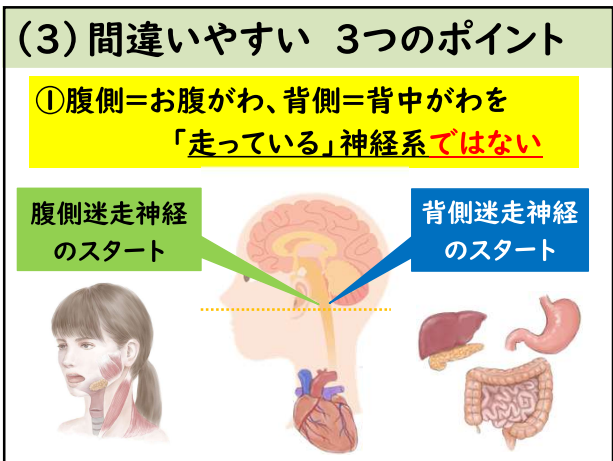 (3)間違いやすい 3つのポイント
①腹側=お腹がわ、背側=背中がわを
「走っている」神経系ではない
腹側迷走神経
のスタート
背側迷走神経
のスタート